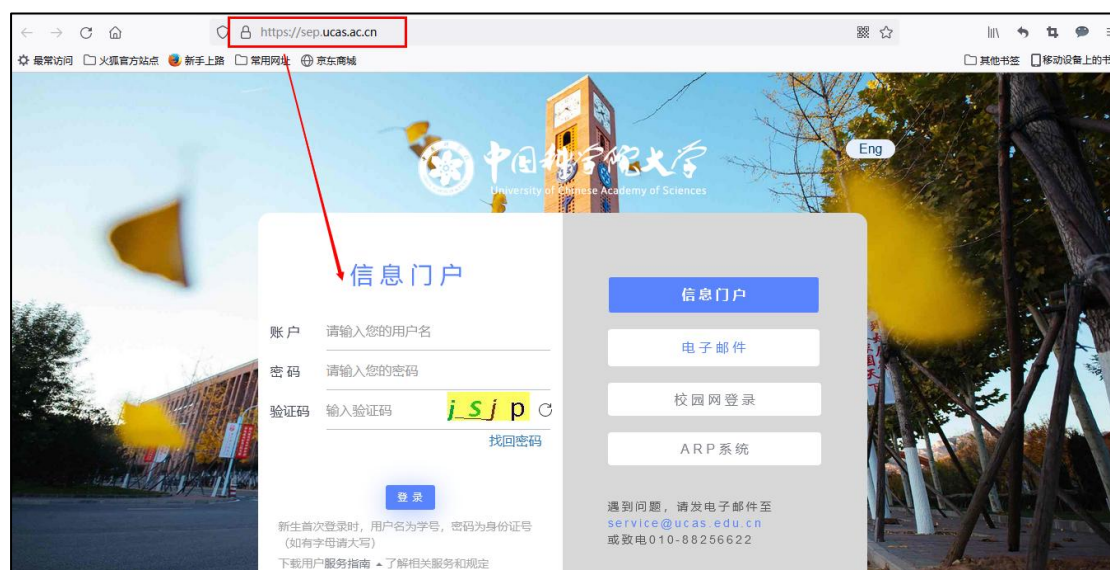 https://sep.ucas.ac.cn
最常访问 火狐官方站点 新手上路 常用网址 京东商城 其他书签 移动设备上的书
中国科学院大学
University of Chinese Academy of Sciences
Eng
信息门户
账户 请输入您的用户名
密码 请输入您的密码
验证码 输入验证码 jsjp
找回密码
登录
新生首次登录时，用户名为学号，密码为身份证号
（如有字母请大写）
下载用户服务指南 了解相关服务和规定
信息门户
电子邮件
校园网登录
ARP系统
遇到问题，请发电子邮件至
service@ucas.edu.cn
或致电010-88256622